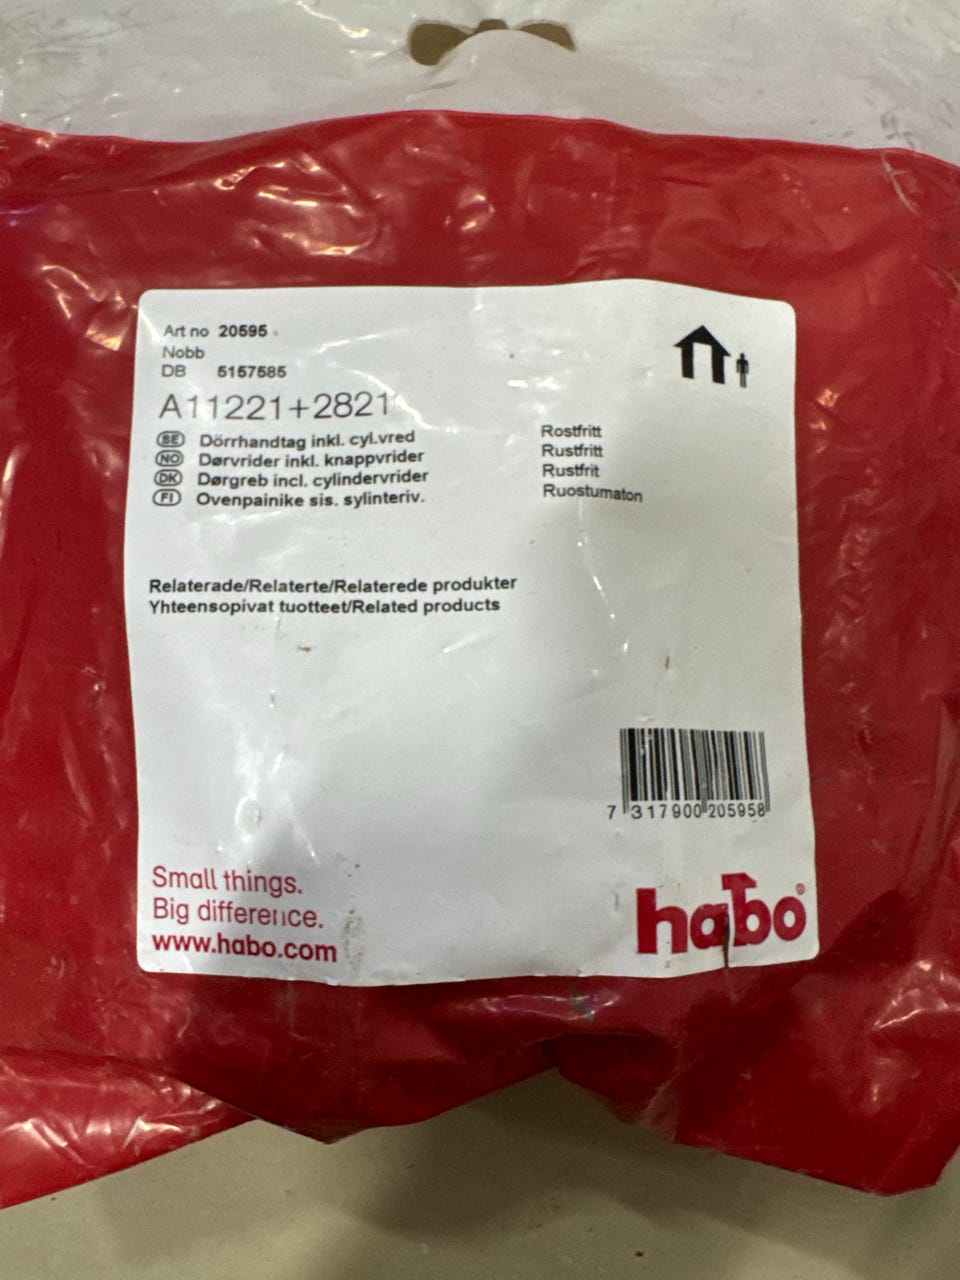 Art no 20595
Nobb
DB 5157585
A11221+2821
SE Dörrhandtag inkl. cyl.vred Rostfritt
NO Dørvrider inkl. knappvrider Rustfritt
DK Dørgreb incl. cylindervrider Rustfrit
FI Ovenpainike sis. sylinteriv. Ruostumaton
Relaterade/Relaterte/Relaterede produkter
Yhteensopivat tuotteet/Related products
7 317900 205958
Small things.
Big difference.
www.habo.com
habo®